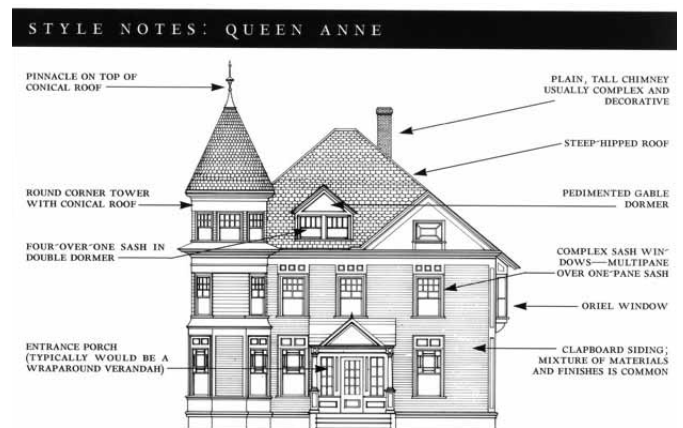 STYLE NOTES: QUEEN ANNE
PINNACLE ON TOP OF
CONICAL ROOF
ROUND CORNER TOWER
WITH CONICAL ROOF
FOUR-OVER-ONE SASH IN
DOUBLE DORMER
ENTRANCE PORCH
(TYPICALLY WOULD BE A
WRAPAROUND VERANDAH)
PLAIN, TALL CHIMNEY
USUALLY COMPLEX AND
DECORATIVE
STEEP-HIPPED ROOF
PEDIMENTED GABLE
DORMER
COMPLEX SASH WIN-
DOWS—MULTIPANE
OVER ONE-PANE SASH
ORIEL WINDOW
CLAPBOARD SIDING;
MIXTURE OF MATERIALS
AND FINISHES IS COMMON